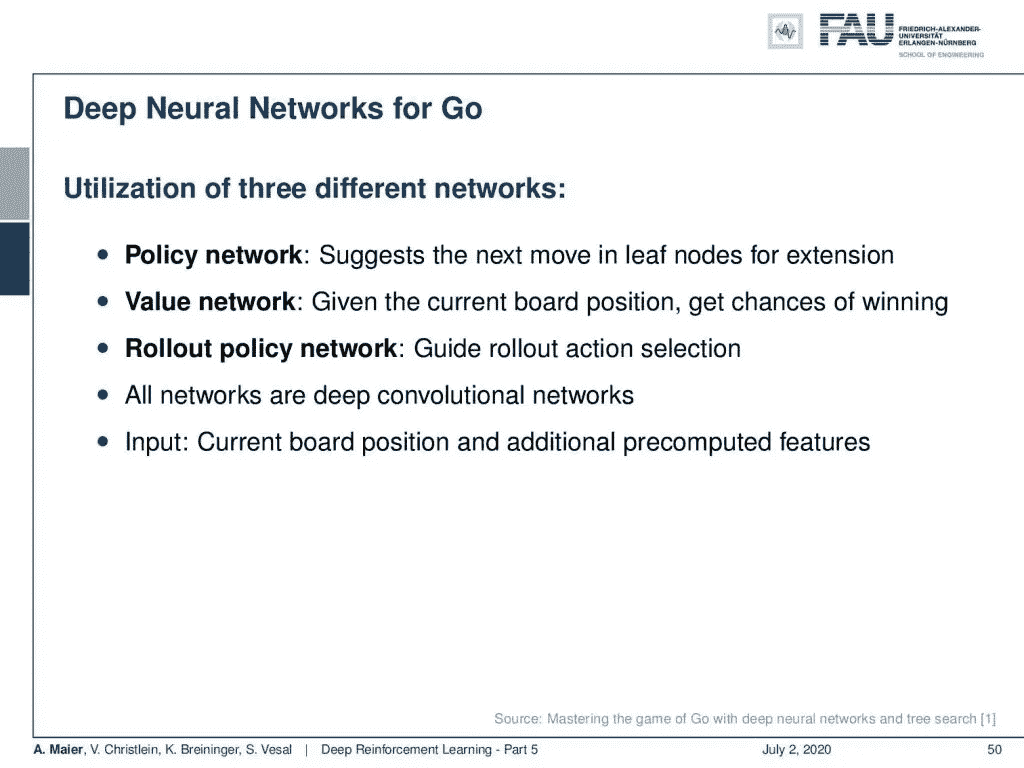 FAU
FRIEDRICH-ALEXANDER-
UNIVERSITÄT
ERLANGEN-NÜRNBERG
SCHOOL OF ENGINEERING
Deep Neural Networks for Go
Utilization of three different networks:
• Policy network: Suggests the next move in leaf nodes for extension
• Value network: Given the current board position, get chances of winning
• Rollout policy network: Guide rollout action selection
• All networks are deep convolutional networks
• Input: Current board position and additional precomputed features
Source: Mastering the game of Go with deep neural networks and tree search [1]
A. Maier, V. Christlein, K. Breininger, S. Vesal | Deep Reinforcement Learning - Part 5 July 2, 2020 50